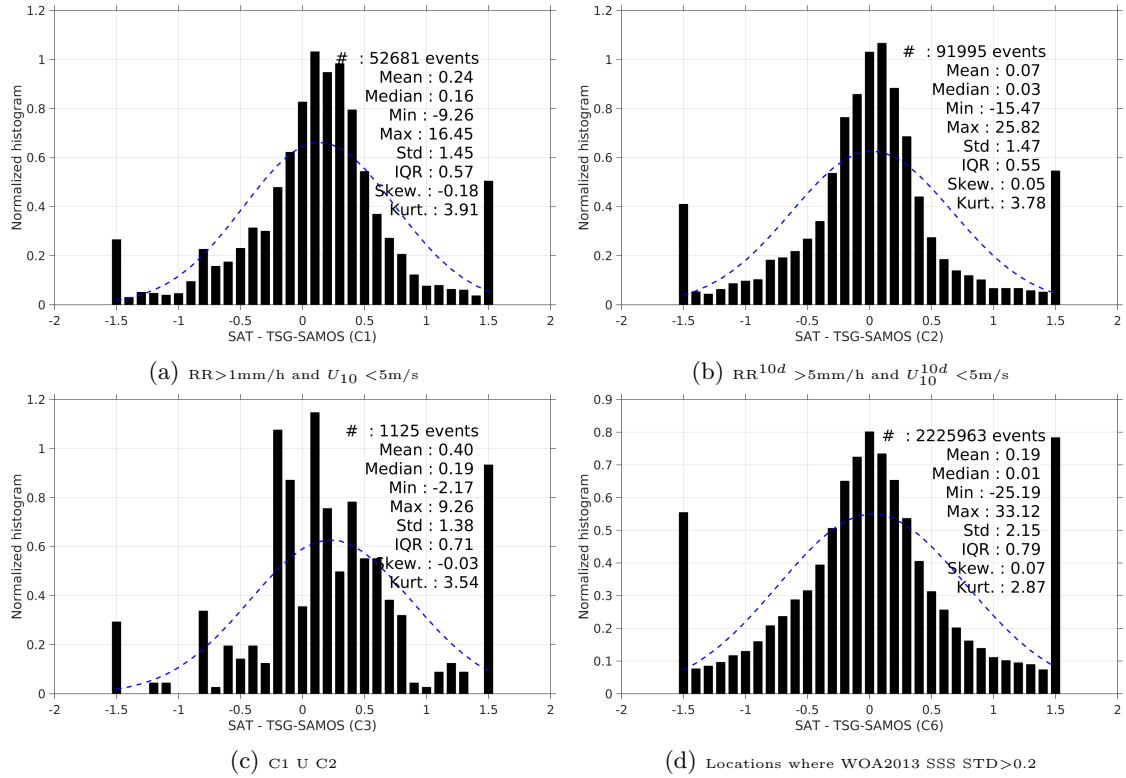 1.2
1
0.8
0.6
0.4
0.2
0
Normalized histogram
# : 52681 events
Mean : 0.24
Median : 0.16
Min : -9.26
Max : 16.45
Std : 1.45
IQR : 0.57
Skew. : -0.18
Kurt. : 3.91
-2 -1.5 -1 -0.5 0 0.5 1 1.5 2
SAT - TSG-SAMOS (C1)
(a) RR>1mm/h and U10 <5m/s
1.2
1
0.8
0.6
0.4
0.2
0
Normalized histogram
# : 91995 events
Mean : 0.07
Median : 0.03
Min : -15.47
Max : 25.82
Std : 1.47
IQR : 0.55
Skew. : 0.05
Kurt. : 3.78
-2 -1.5 -1 -0.5 0 0.5 1 1.5 2
SAT - TSG-SAMOS (C2)
(b) RR10d >5mm/h and U10d10 <5m/s
1.2
1
0.8
0.6
0.4
0.2
0
Normalized histogram
# : 1125 events
Mean : 0.40
Median : 0.19
Min : -2.17
Max : 9.26
Std : 1.38
IQR : 0.71
Skew. : -0.03
Kurt. : 3.54
-2 -1.5 -1 -0.5 0 0.5 1 1.5 2
SAT - TSG-SAMOS (C3)
(c) C1 U C2
0.9
0.8
0.7
0.6
0.5
0.4
0.3
0.2
0.1
0
Normalized histogram
# : 2225963 events
Mean : 0.19
Median : 0.01
Min : -25.19
Max : 33.12
Std : 2.15
IQR : 0.79
Skew. : 0.07
Kurt. : 2.87
-2 -1.5 -1 -0.5 0 0.5 1 1.5 2
SAT - TSG-SAMOS (C6)
(d) Locations where WOA2013 SSS STD>0.2